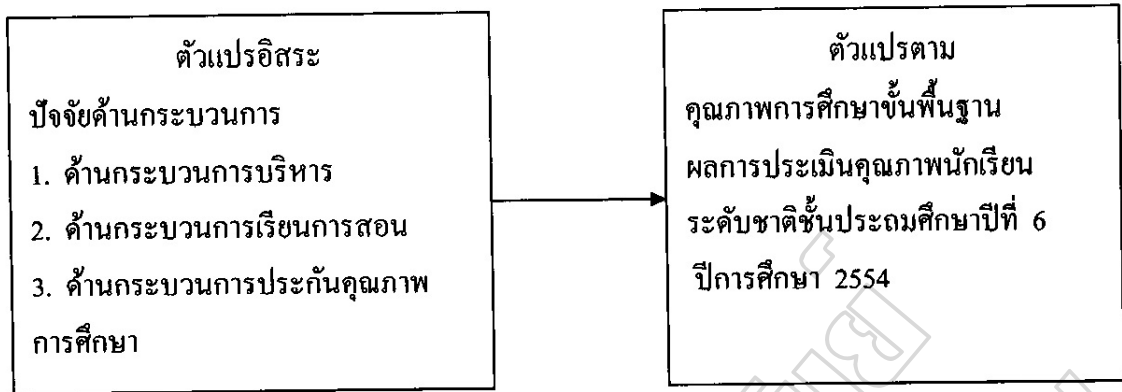 ตัวแปรอิสระ
ปัจจัยด้านกระบวนการ
1. ด้านกระบวนการบริหาร
2. ด้านกระบวนการเรียนการสอน
3. ด้านกระบวนการประกันคุณภาพ
การศึกษา
ตัวแปรตาม
คุณภาพการศึกษาขั้นพื้นฐาน
ผลการประเมินคุณภาพนักเรียน
ระดับชาติชั้นประถมศึกษาปีที่ 6
ปีการศึกษา 2554